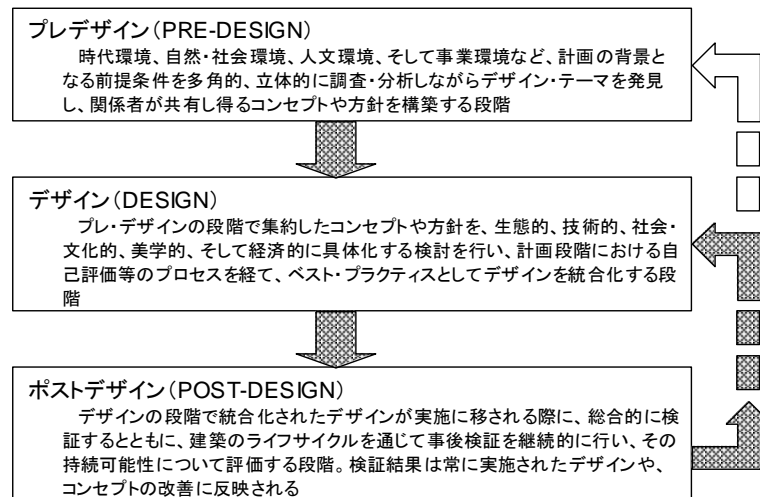 プレデザイン(PRE-DESIGN)
時代環境、自然・社会環境、人文環境、そして事業環境など、計画の背景と
なる前提条件を多角的、立体的に調査・分析しながらデザイン・テーマを発見
し、関係者が共有し得るコンセプトや方針を構築する段階
デザイン(DESIGN)
プレ・デザインの段階で集約したコンセプトや方針を、生態的、技術的、社会・
文化的、美学的、そして経済的に具体化する検討を行い、計画段階における自
己評価等のプロセスを経て、ベスト・プラクティスとしてデザインを統合化する段
階
ポストデザイン(POST-DESIGN)
デザインの段階で統合化されたデザインが実施に移される際に、総合的に検
証するとともに、建築のライフサイクルを通じて事後検証を継続的に行い、その
持続可能性について評価する段階。検証結果は常に実施されたデザインや、
コンセプトの改善に反映される